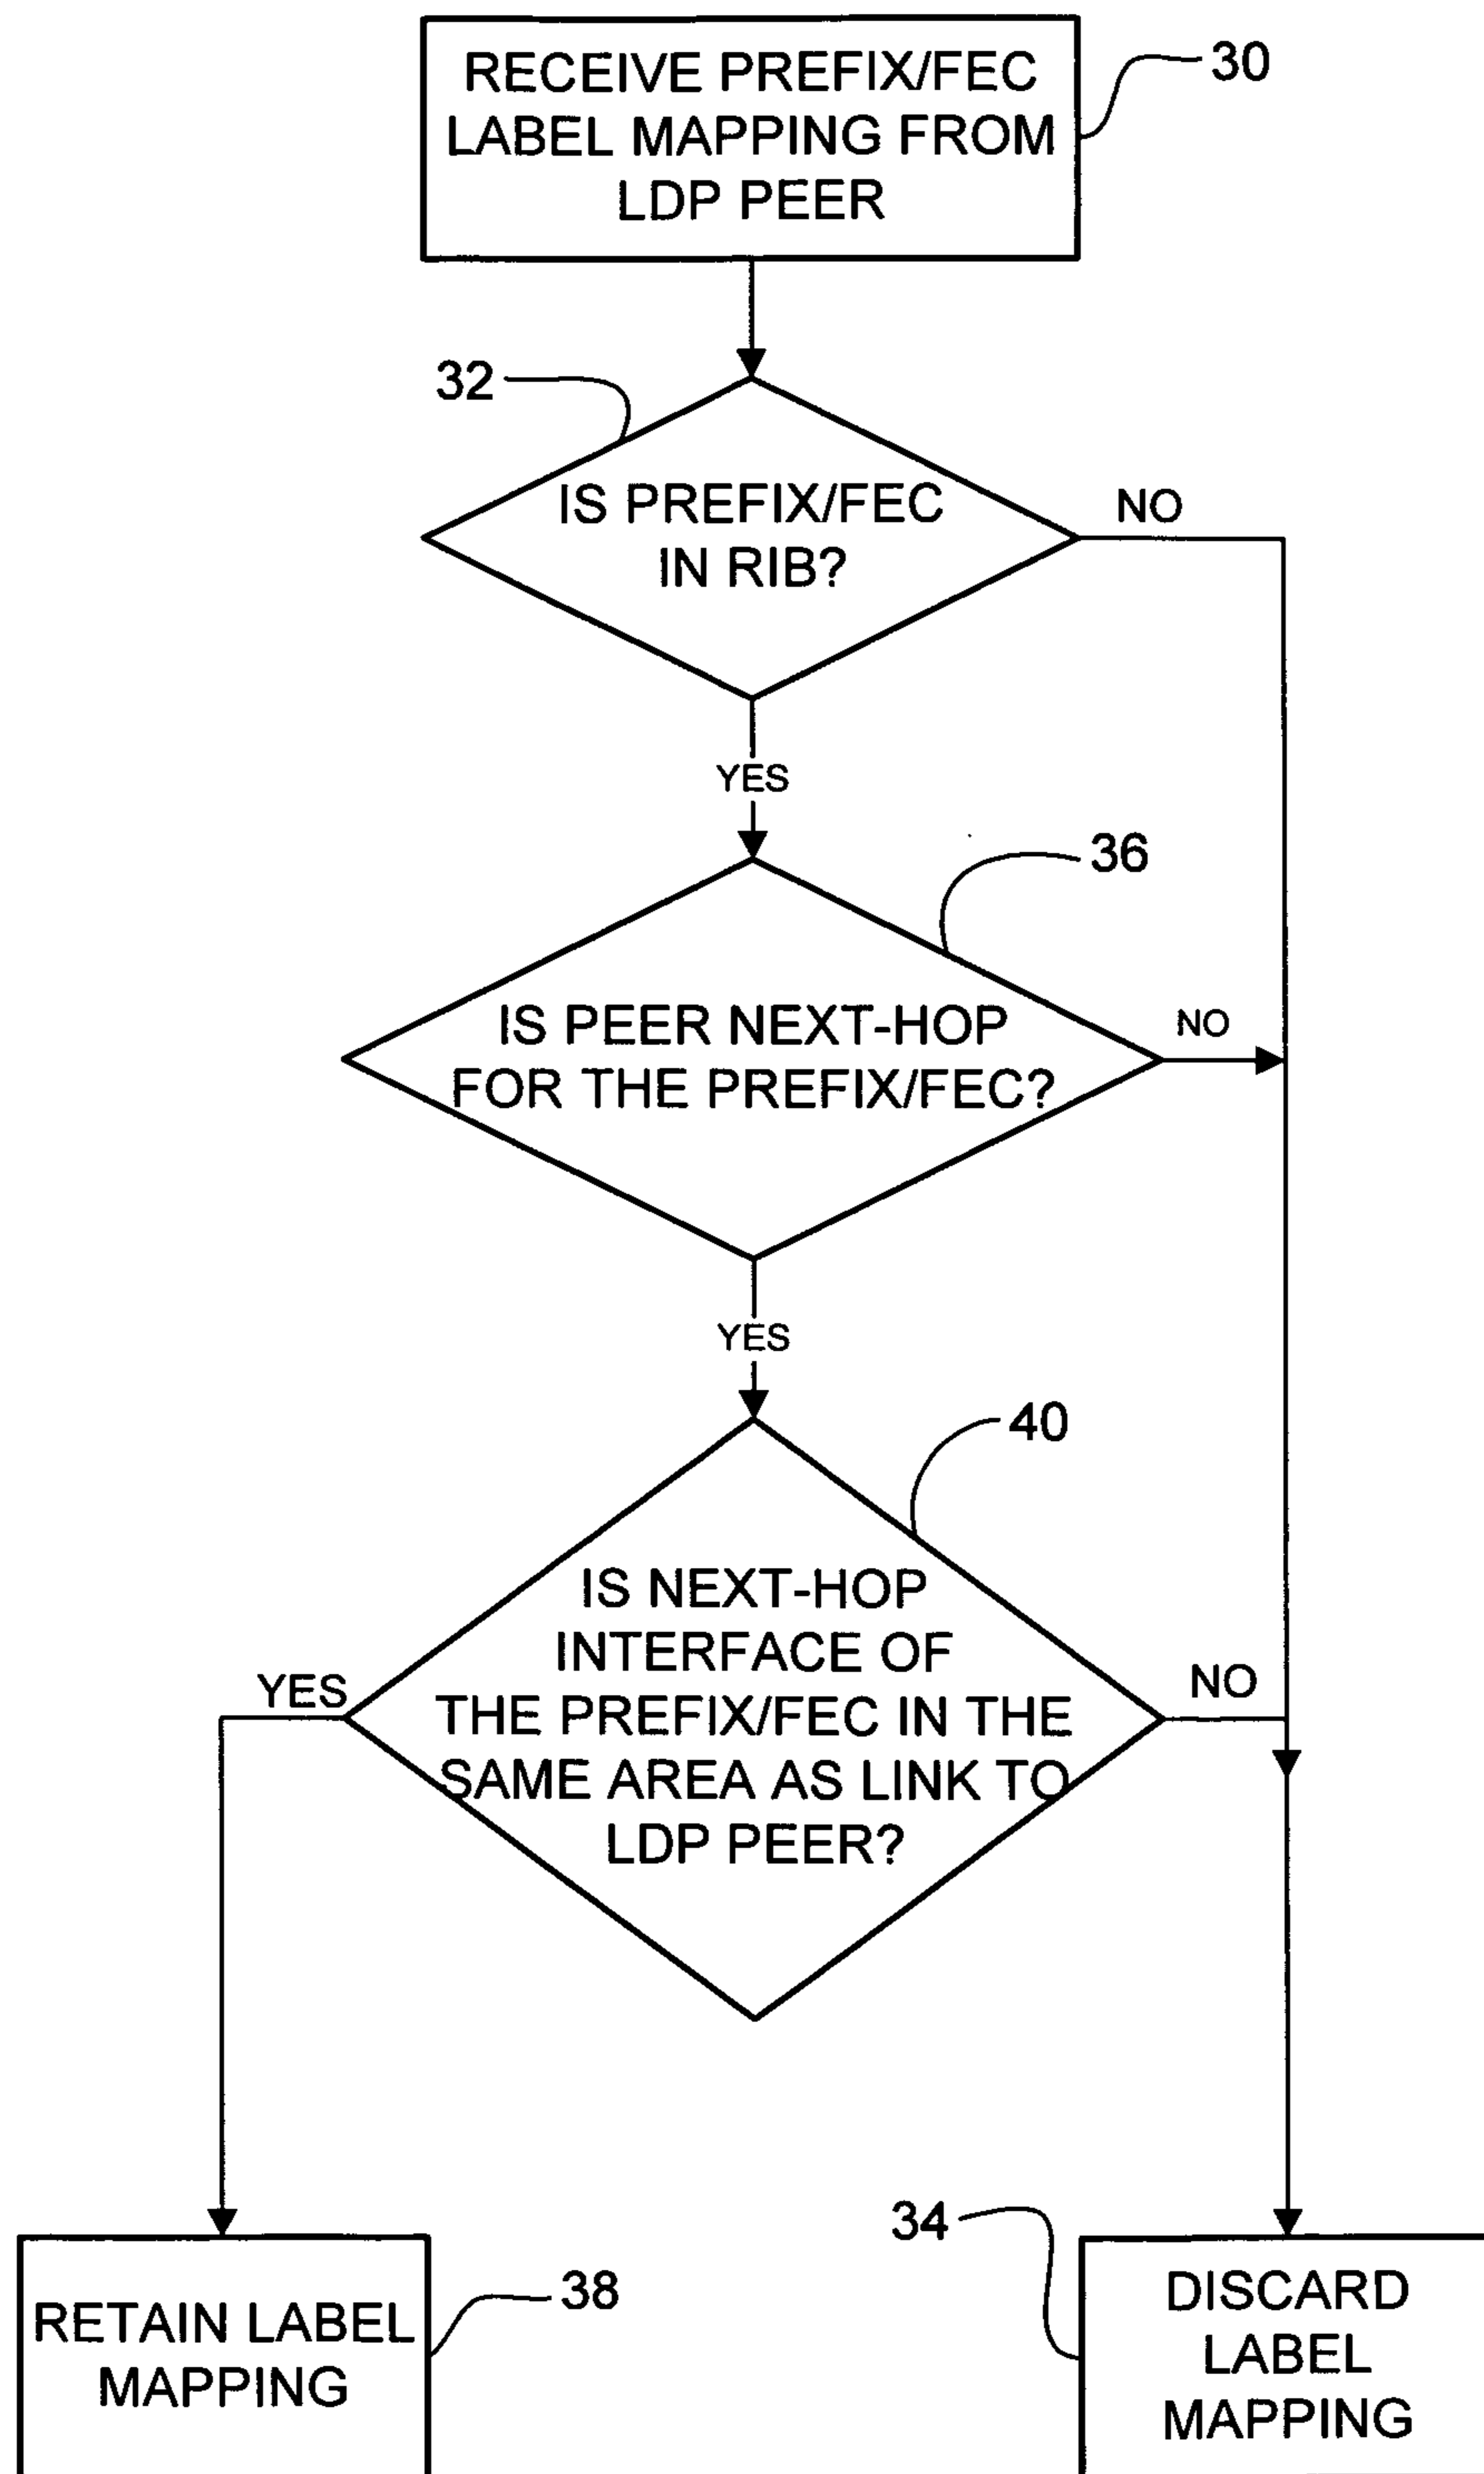 RECEIVE PREFIX/FEC
LABEL MAPPING FROM
LDP PEER
30
32
IS PREFIX/FEC
IN RIB?
NO
YES
36
IS PEER NEXT-HOP
FOR THE PREFIX/FEC?
NO
YES
40
IS NEXT-HOP
INTERFACE OF
THE PREFIX/FEC IN THE
SAME AREA AS LINK TO
LDP PEER?
YES
NO
RETAIN LABEL
MAPPING
38
34
DISCARD
LABEL
MAPPING